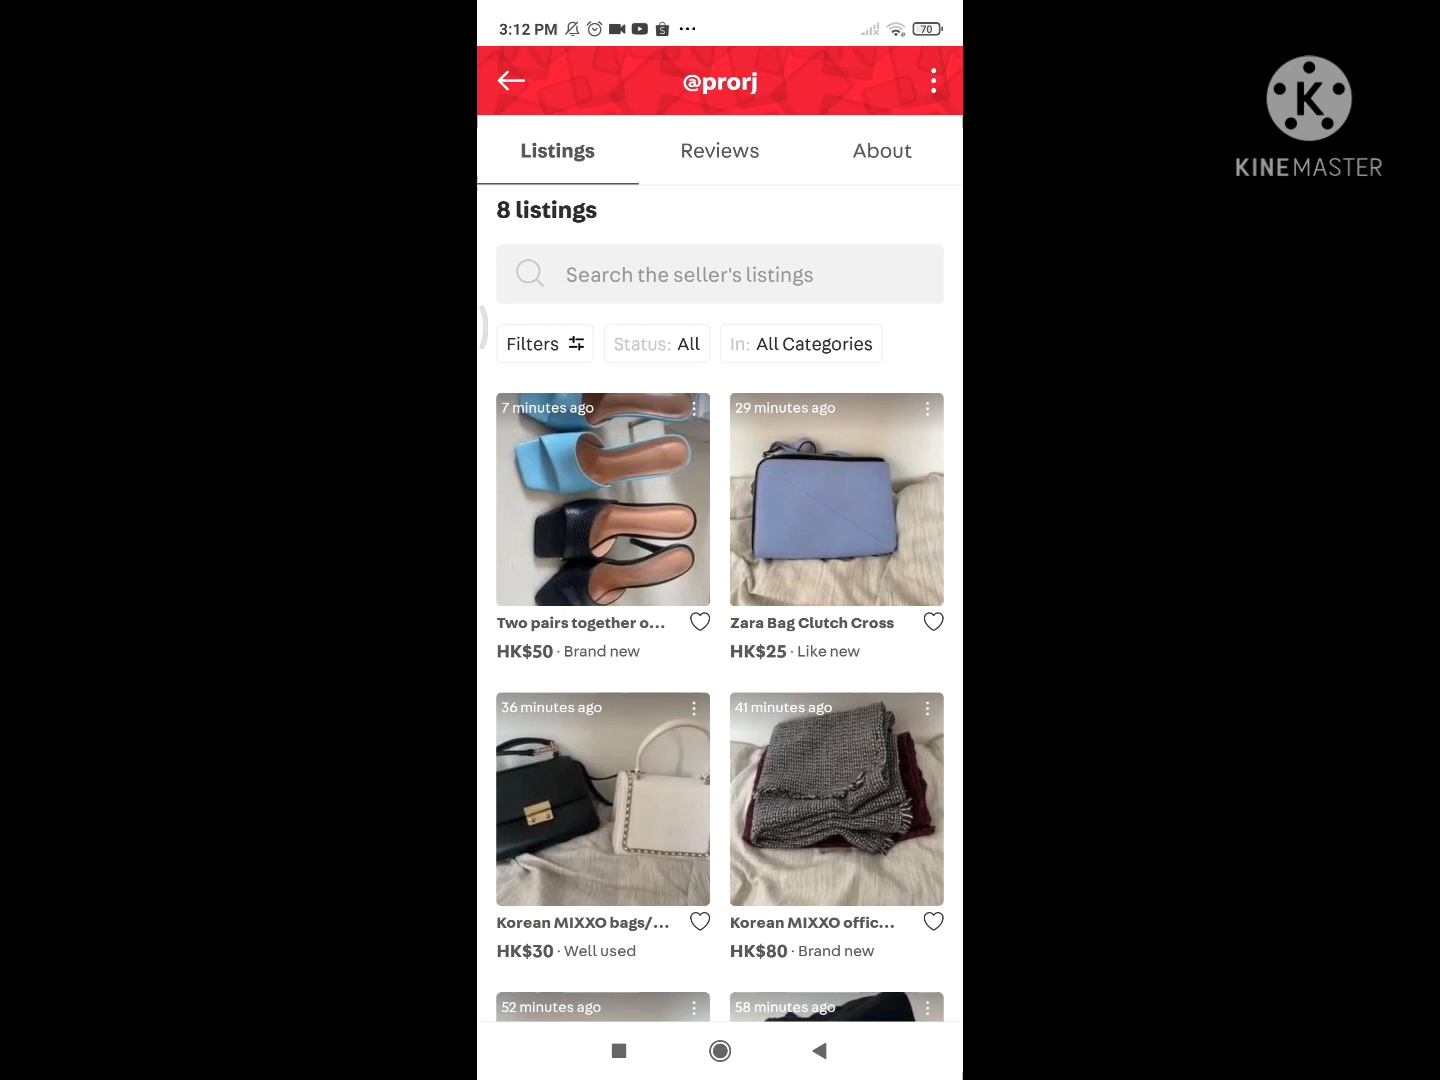 3:12 PM
70
@prorj
KINEMASTER
Listings
Reviews
About
8 listings
Search the seller's listings
Filters
Status: All
In: All Categories
7 minutes ago
29 minutes ago
Two pairs together o...
Zara Bag Clutch Cross
HK$50 · Brand new
HK$25 · Like new
36 minutes ago
41 minutes ago
Korean MIXXO bags/...
Korean MIXXO offic...
HK$30 · Well used
HK$80 · Brand new
52 minutes ago
58 minutes ago